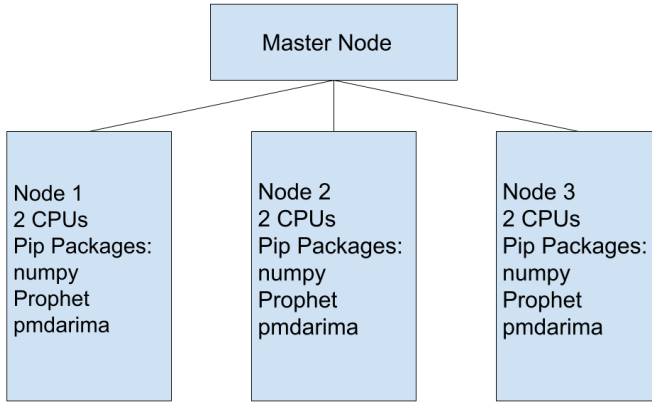 Master Node
Node 1
2 CPUs
Pip Packages:
numpy
Prophet
pmdarima
Node 2
2 CPUs
Pip Packages:
numpy
Prophet
pmdarima
Node 3
2 CPUs
Pip Packages:
numpy
Prophet
pmdarima